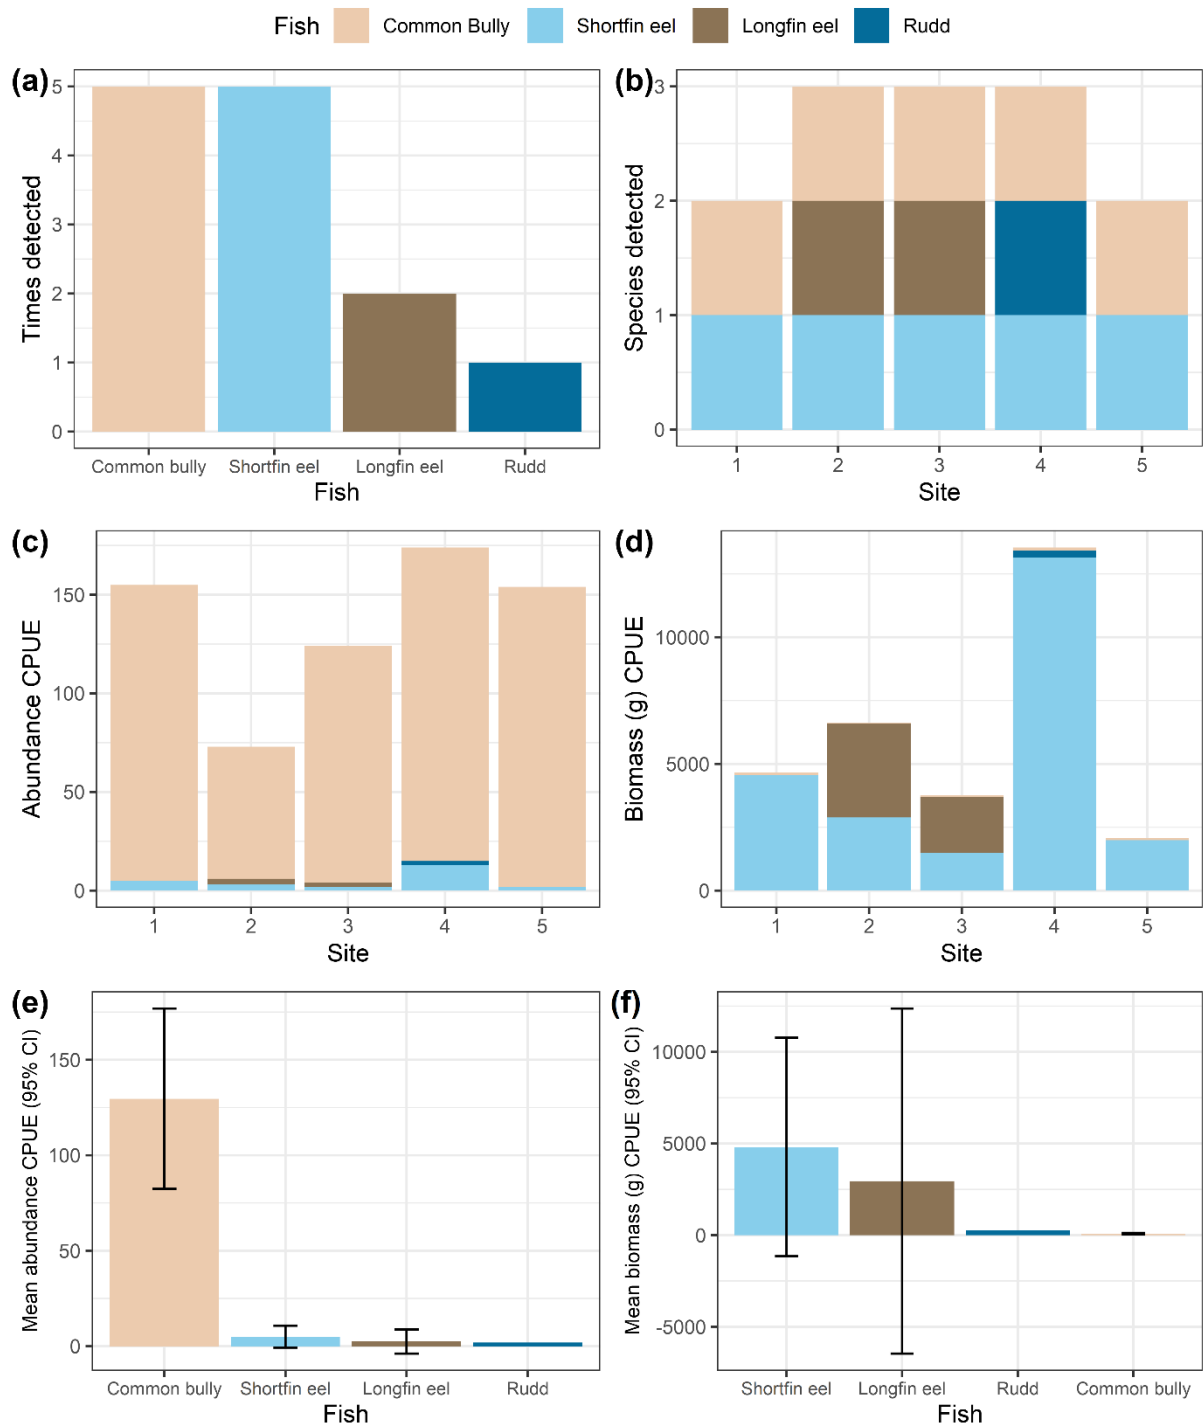 Fish Common Bully Shortfin eel Longfin eel Rudd
(a)
Times detected
5
4
3
2
1
0
Common bully Shortfin eel Longfin eel Rudd
Fish
(b)
Species detected
3
2
1
0
1 2 3 4 5
Site
(c)
Abundance CPUE
150
100
50
0
1 2 3 4 5
Site
(d)
Biomass (g) CPUE
10000
5000
0
1 2 3 4 5
Site
(e)
Mean abundance CPUE (95% CI)
150
100
50
0
Common bully Shortfin eel Longfin eel Rudd
Fish
(f)
Mean biomass (g) CPUE (95% CI)
10000
5000
0
-5000
Shortfin eel Longfin eel Rudd Common bully
Fish